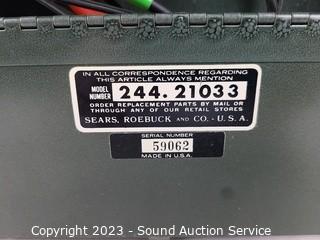 IN ALL CORRESPONDENCE REGARDING
THIS ARTICLE ALWAYS MENTION
MODEL NUMBER 244.21033
ORDER REPLACEMENT PARTS BY MAIL OR
THROUGH ANY OF OUR RETAIL STORES
SEARS, ROEBUCK AND CO. - U.S.A.
SERIAL NUMBER
59062
MADE IN U.S.A.
Copyright © 2023 - Sound Auction Service